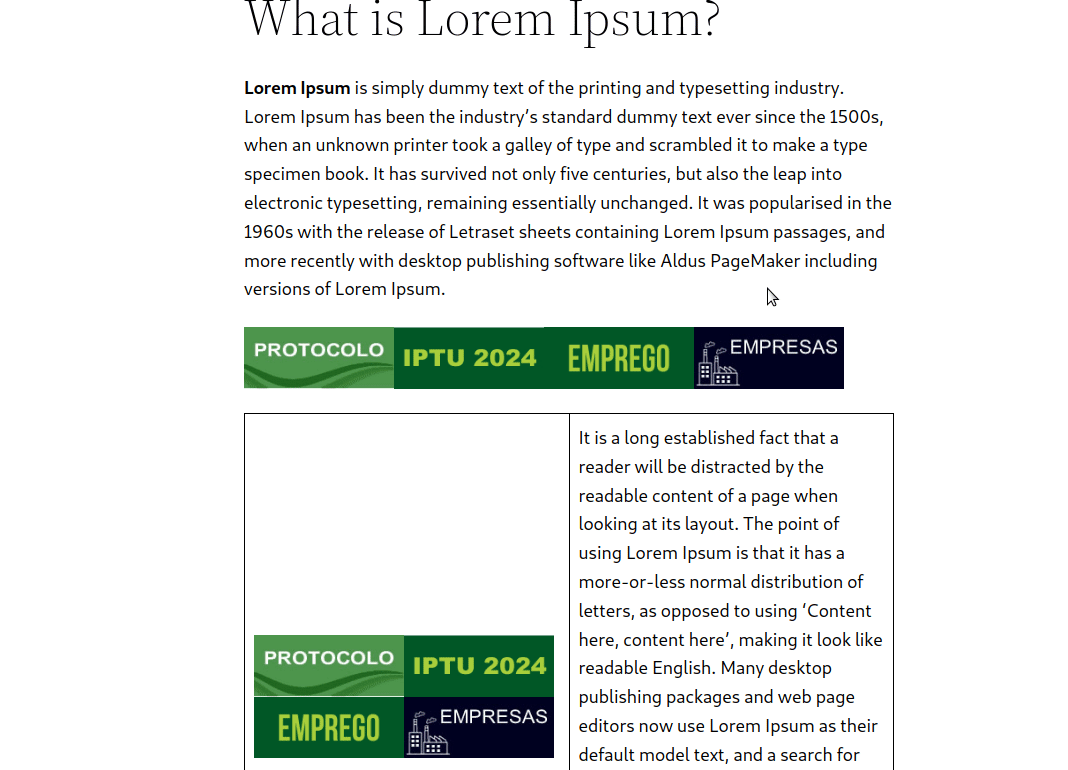 What is Lorem Ipsum?
Lorem Ipsum is simply dummy text of the printing and typesetting industry.
Lorem Ipsum has been the industry’s standard dummy text ever since the 1500s,
when an unknown printer took a galley of type and scrambled it to make a type
specimen book. It has survived not only five centuries, but also the leap into
electronic typesetting, remaining essentially unchanged. It was popularised in the
1960s with the release of Letraset sheets containing Lorem Ipsum passages, and
more recently with desktop publishing software like Aldus PageMaker including
versions of Lorem Ipsum.
PROTOCOLO IPTU 2024 EMPREGO EMPRESAS
PROTOCOLO IPTU 2024
EMPREGO EMPRESAS
It is a long established fact that a
reader will be distracted by the
readable content of a page when
looking at its layout. The point of
using Lorem Ipsum is that it has a
more-or-less normal distribution of
letters, as opposed to using ‘Content
here, content here’, making it look like
readable English. Many desktop
publishing packages and web page
editors now use Lorem Ipsum as their
default model text, and a search for